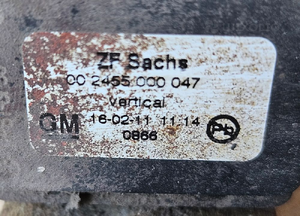 ZF Sachs
00 2455 000 047
Vertical
GM 16-02-11 11:14
0866 Pb